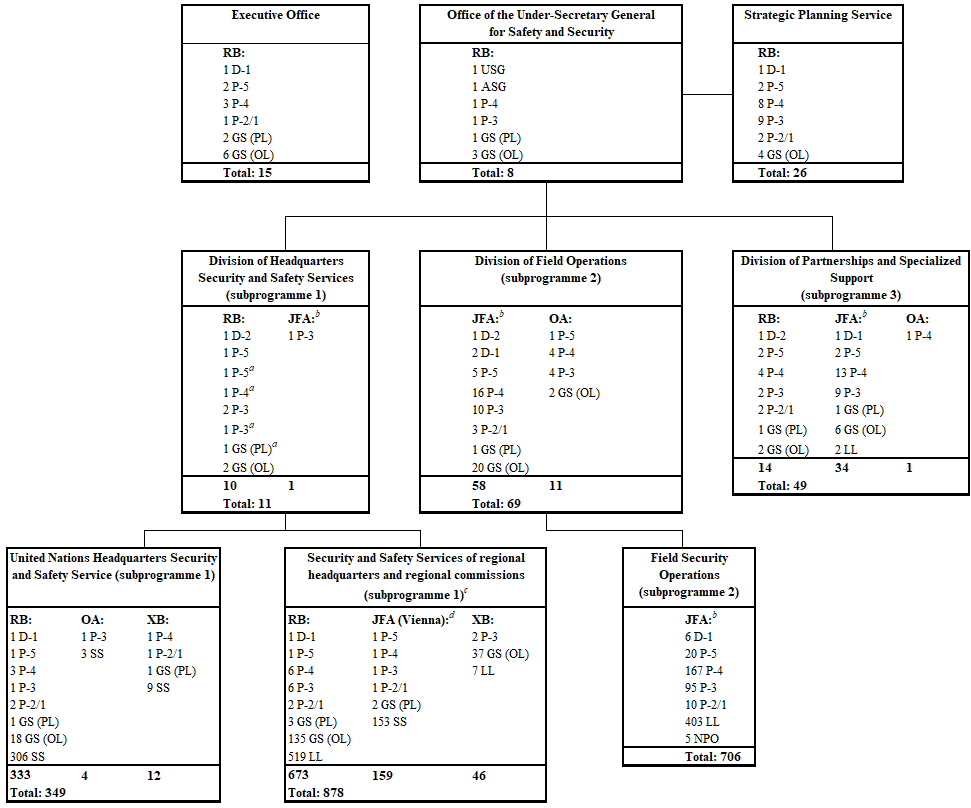 Executive Office
RB:
1 D-1
2 P-5
3 P-4
1 P-2/1
2 GS (PL)
6 GS (OL)
Total: 15
Office of the Under-Secretary General
for Safety and Security
RB:
1 USG
1 ASG
1 P-4
1 P-3
1 GS (PL)
3 GS (OL)
Total: 8
Strategic Planning Service
RB:
1 D-1
2 P-5
8 P-4
9 P-3
2 P-2/1
4 GS (OL)
Total: 26
Division of Headquarters
Security and Safety Services
(subprogramme 1)
RB: JFA:b
1 D-2 1 P-3
1 P-5
1 P-5a
1 P-4a
2 P-3
1 P-3a
1 GS (PL)a
2 GS (OL)
10 1
Total: 11
Division of Field Operations
(subprogramme 2)
JFA:b OA:
1 D-2 1 P-5
2 D-1 4 P-4
5 P-5 4 P-3
16 P-4 2 GS (OL)
10 P-3
3 P-2/1
1 GS (PL)
20 GS (OL)
58 11
Total: 69
Division of Partnerships and Specialized
Support
(subprogramme 3)
RB: JFA:b OA:
1 D-2 1 D-1 1 P-4
2 P-5 2 P-5
4 P-4 13 P-4
2 P-3 9 P-3
2 P-2/1 1 GS (PL)
1 GS (PL) 6 GS (OL)
2 GS (OL) 2 LL
14 34 1
Total: 49
United Nations Headquarters Security
and Safety Service (subprogramme 1)
RB: OA: XB:
1 D-1 1 P-3 1 P-4
1 P-5 3 SS 1 P-2/1
3 P-4 1 GS (PL)
1 P-3 9 SS
2 P-2/1
1 GS (PL)
18 GS (OL)
306 SS
333 4 12
Total: 349
Security and Safety Services of regional
headquarters and regional commissions
(subprogramme 1)c
RB: JFA (Vienna):d XB:
1 D-1 1 P-5 2 P-3
1 P-5 1 P-4 37 GS (OL)
6 P-4 1 P-3 7 LL
6 P-3 1 P-2/1
2 P-2/1 2 GS (PL)
3 GS (PL) 153 SS
135 GS (OL)
519 LL
673 159 46
Total: 878
Field Security
Operations
(subprogramme 2)
JFA:b
6 D-1
20 P-5
167 P-4
95 P-3
10 P-2/1
403 LL
5 NPO
Total: 706